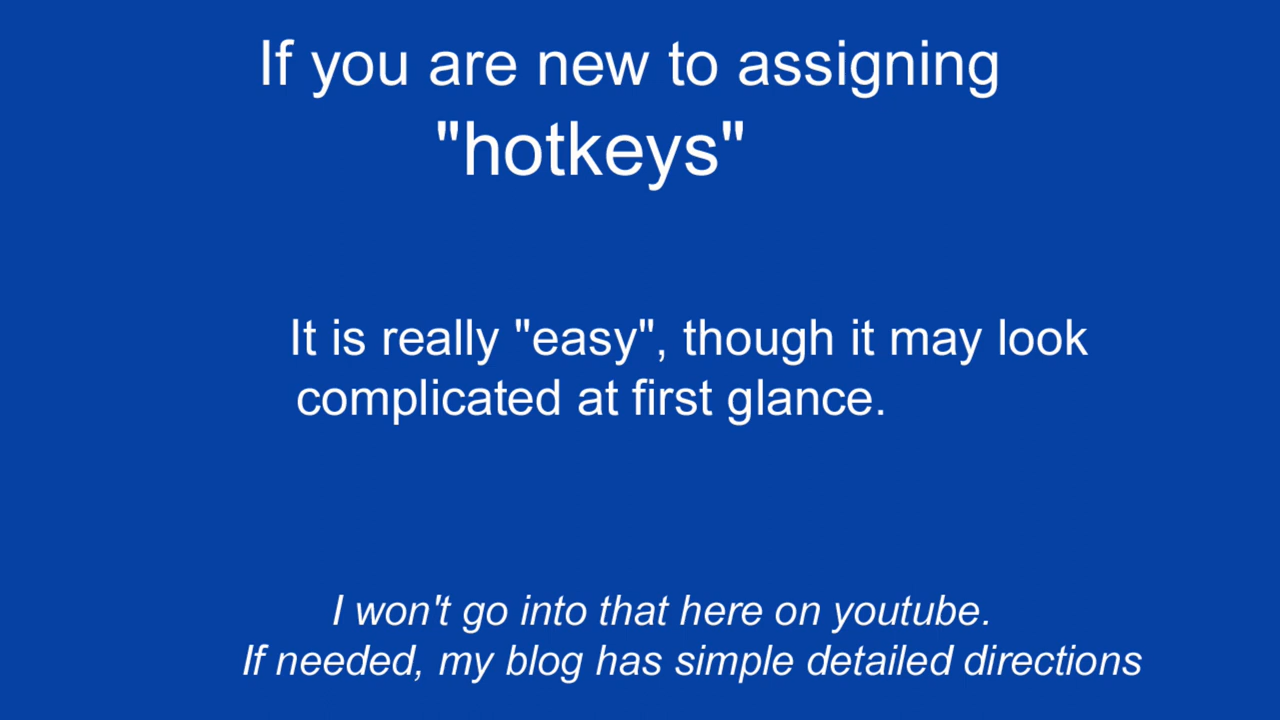 If you are new to assigning
"hotkeys"
It is really "easy", though it may look
complicated at first glance.
I won't go into that here on youtube.
If needed, my blog has simple detailed directions